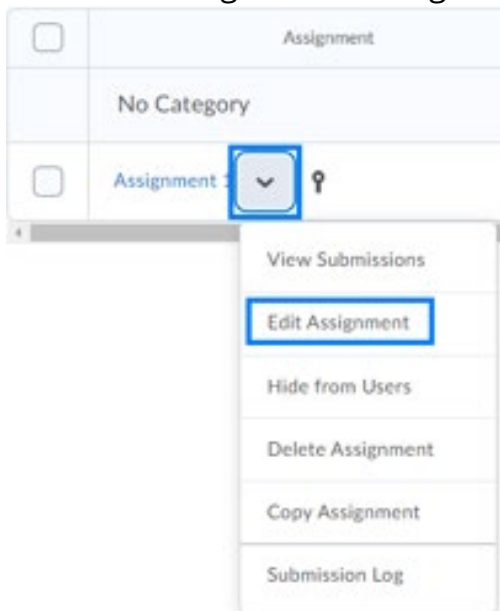 Assignment
No Category
Assignment 1
View Submissions
Edit Assignment
Hide from Users
Delete Assignment
Copy Assignment
Submission Log